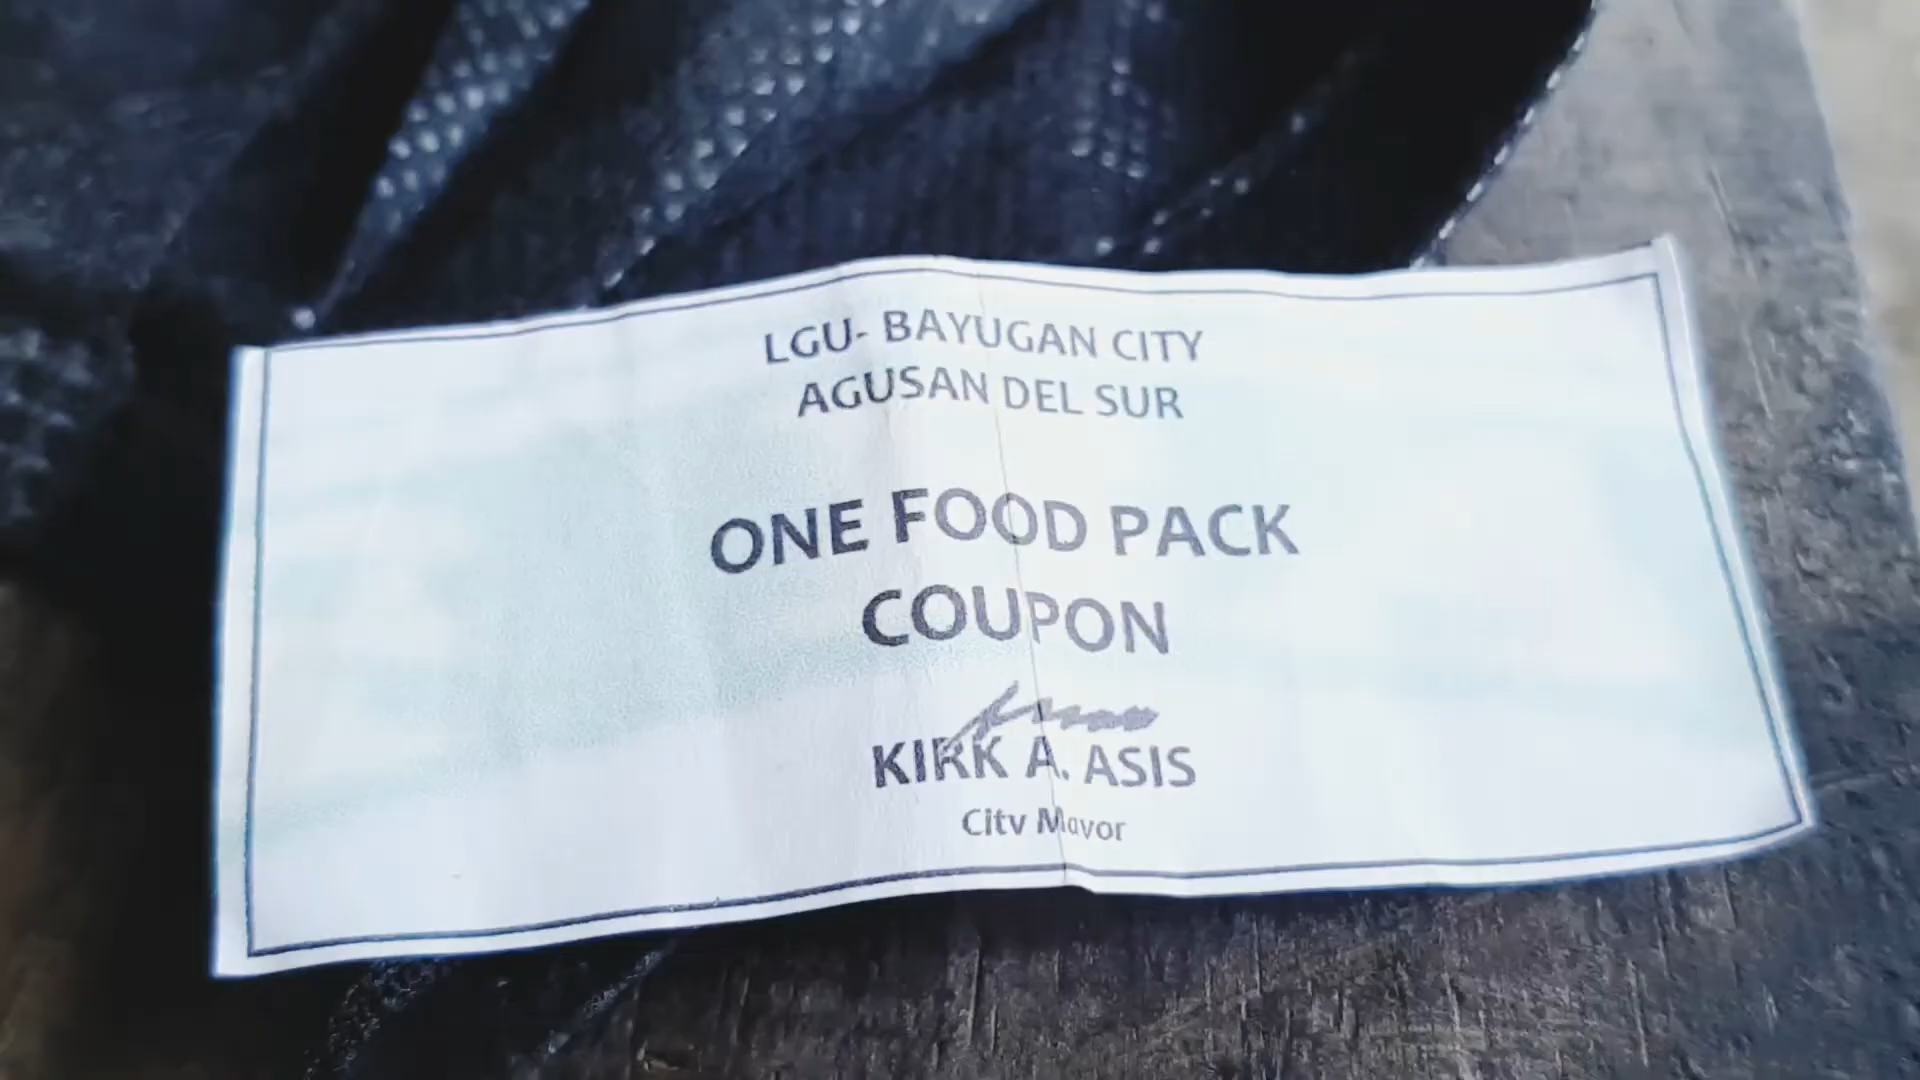 LGU- BAYUGAN CITY
AGUSAN DEL SUR
ONE FOOD PACK
COUPON
KIRK A. ASIS
City Mayor